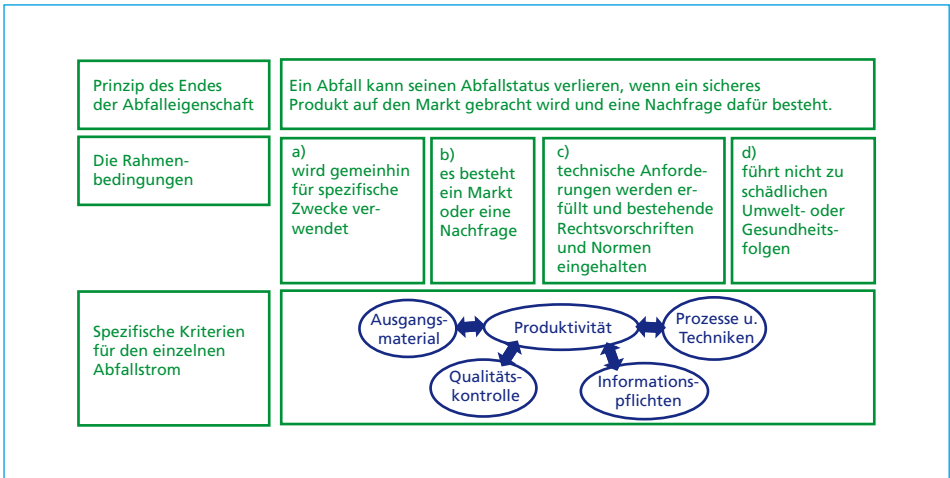 Prinzip des Endes
der Abfalleigenschaft
Ein Abfall kann seinen Abfallstatus verlieren, wenn ein sicheres
Produkt auf den Markt gebracht wird und eine Nachfrage dafür besteht.
Die Rahmen-
bedingungen
a)
wird gemeinhin
für spezifische
Zwecke ver-
wendet
b)
es besteht
ein Markt
oder eine
Nachfrage
c)
technische Anforde-
rungen werden er-
füllt und bestehende
Rechtsvorschriften
und Normen
eingehalten
d)
führt nicht zu
schädlichen
Umwelt- oder
Gesundheits-
folgen
Spezifische Kriterien
für den einzelnen
Abfallstrom
Ausgangs-
material
Produktivität
Prozesse u.
Techniken
Qualitäts-
kontrolle
Informations-
pflichten